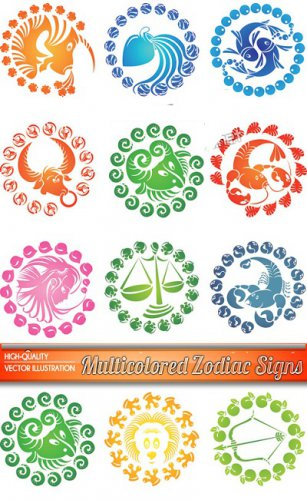 HIGH-QUALITY
VECTOR ILLUSTRATION
Multicolored Zodiac Signs